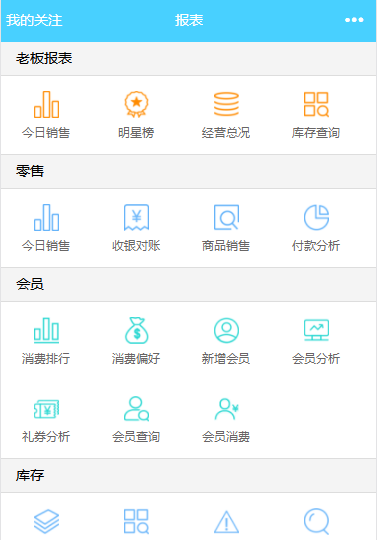 我的关注 报表 •••
老板报表
今日销售 明星榜 经营总况 库存查询
零售
今日销售 收银对账 商品销售 付款分析
会员
消费排行 消费偏好 新增会员 会员分析
礼券分析 会员查询 会员消费
库存